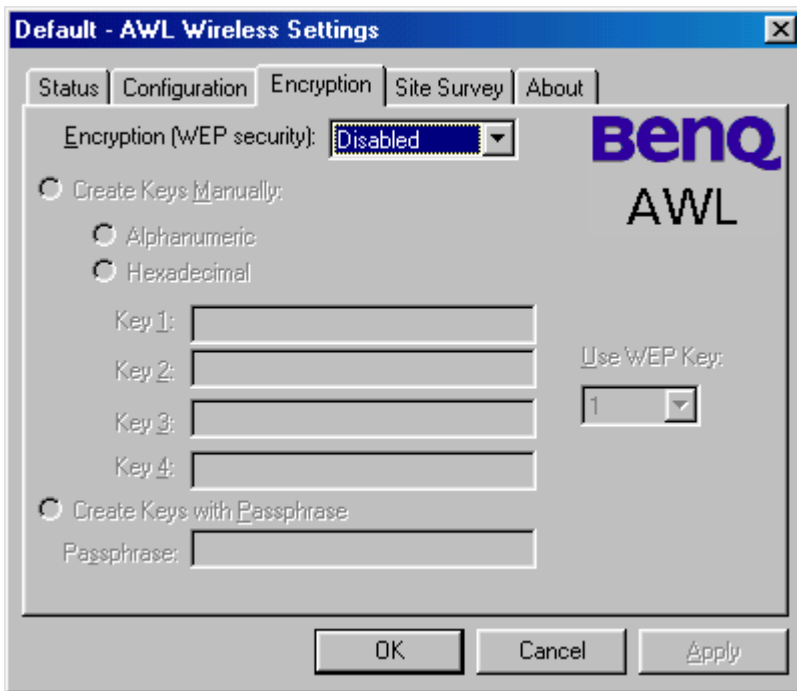 Default - AWL Wireless Settings
Status Configuration Encryption Site Survey About
Encryption (WEP security): Disabled
BenQ
AWL
Create Keys Manually:
Alphanumeric
Hexadecimal
Key 1:
Key 2:
Key 3:
Key 4:
Use WEP Key:
1
Create Keys with Passphrase
Passphrase:
OK Cancel Apply